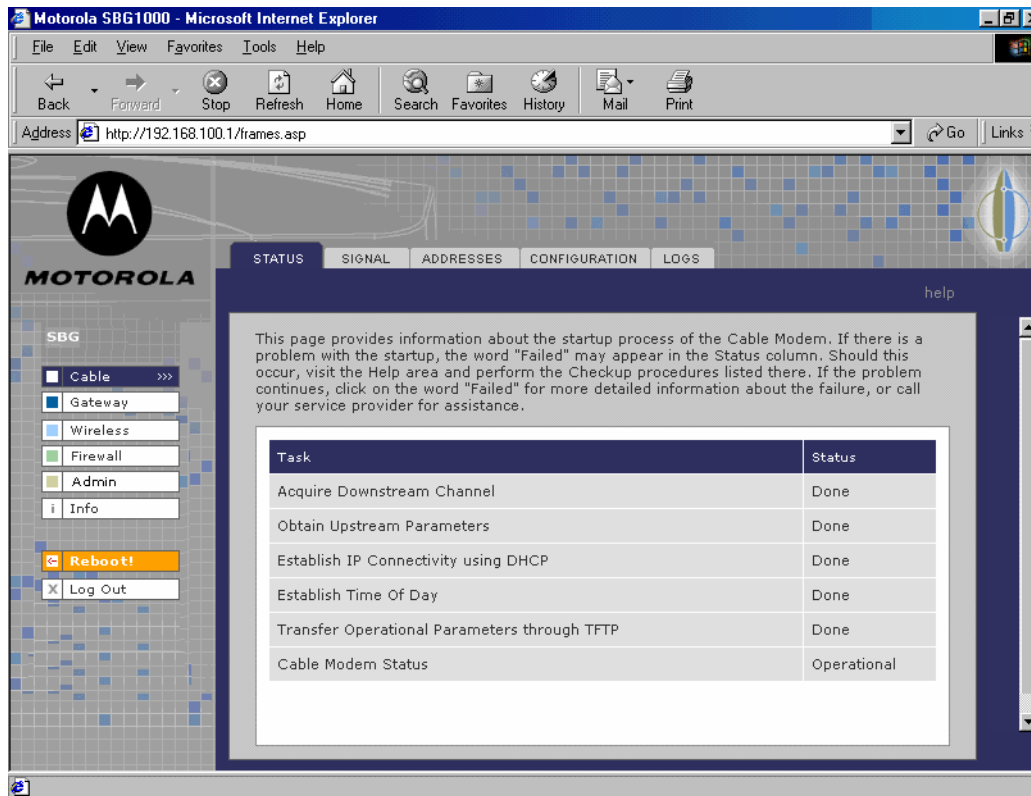 Motorola SBG1000 - Microsoft Internet Explorer
File Edit View Favorites Tools Help
Back Forward Stop Refresh Home Search Favorites History Mail Print
Address http://192.168.100.1/frames.asp Go Links
MOTOROLA
STATUS SIGNAL ADDRESSES CONFIGURATION LOGS
help
SBG
Cable >>>
Gateway
Wireless
Firewall
Admin
i Info
Reboot!
X Log Out
This page provides information about the startup process of the Cable Modem. If there is a
problem with the startup, the word "Failed" may appear in the Status column. Should this
occur, visit the Help area and perform the Checkup procedures listed there. If the problem
continues, click on the word "Failed" for more detailed information about the failure, or call
your service provider for assistance.
Task Status
Acquire Downstream Channel Done
Obtain Upstream Parameters Done
Establish IP Connectivity using DHCP Done
Establish Time Of Day Done
Transfer Operational Parameters through TFTP Done
Cable Modem Status Operational